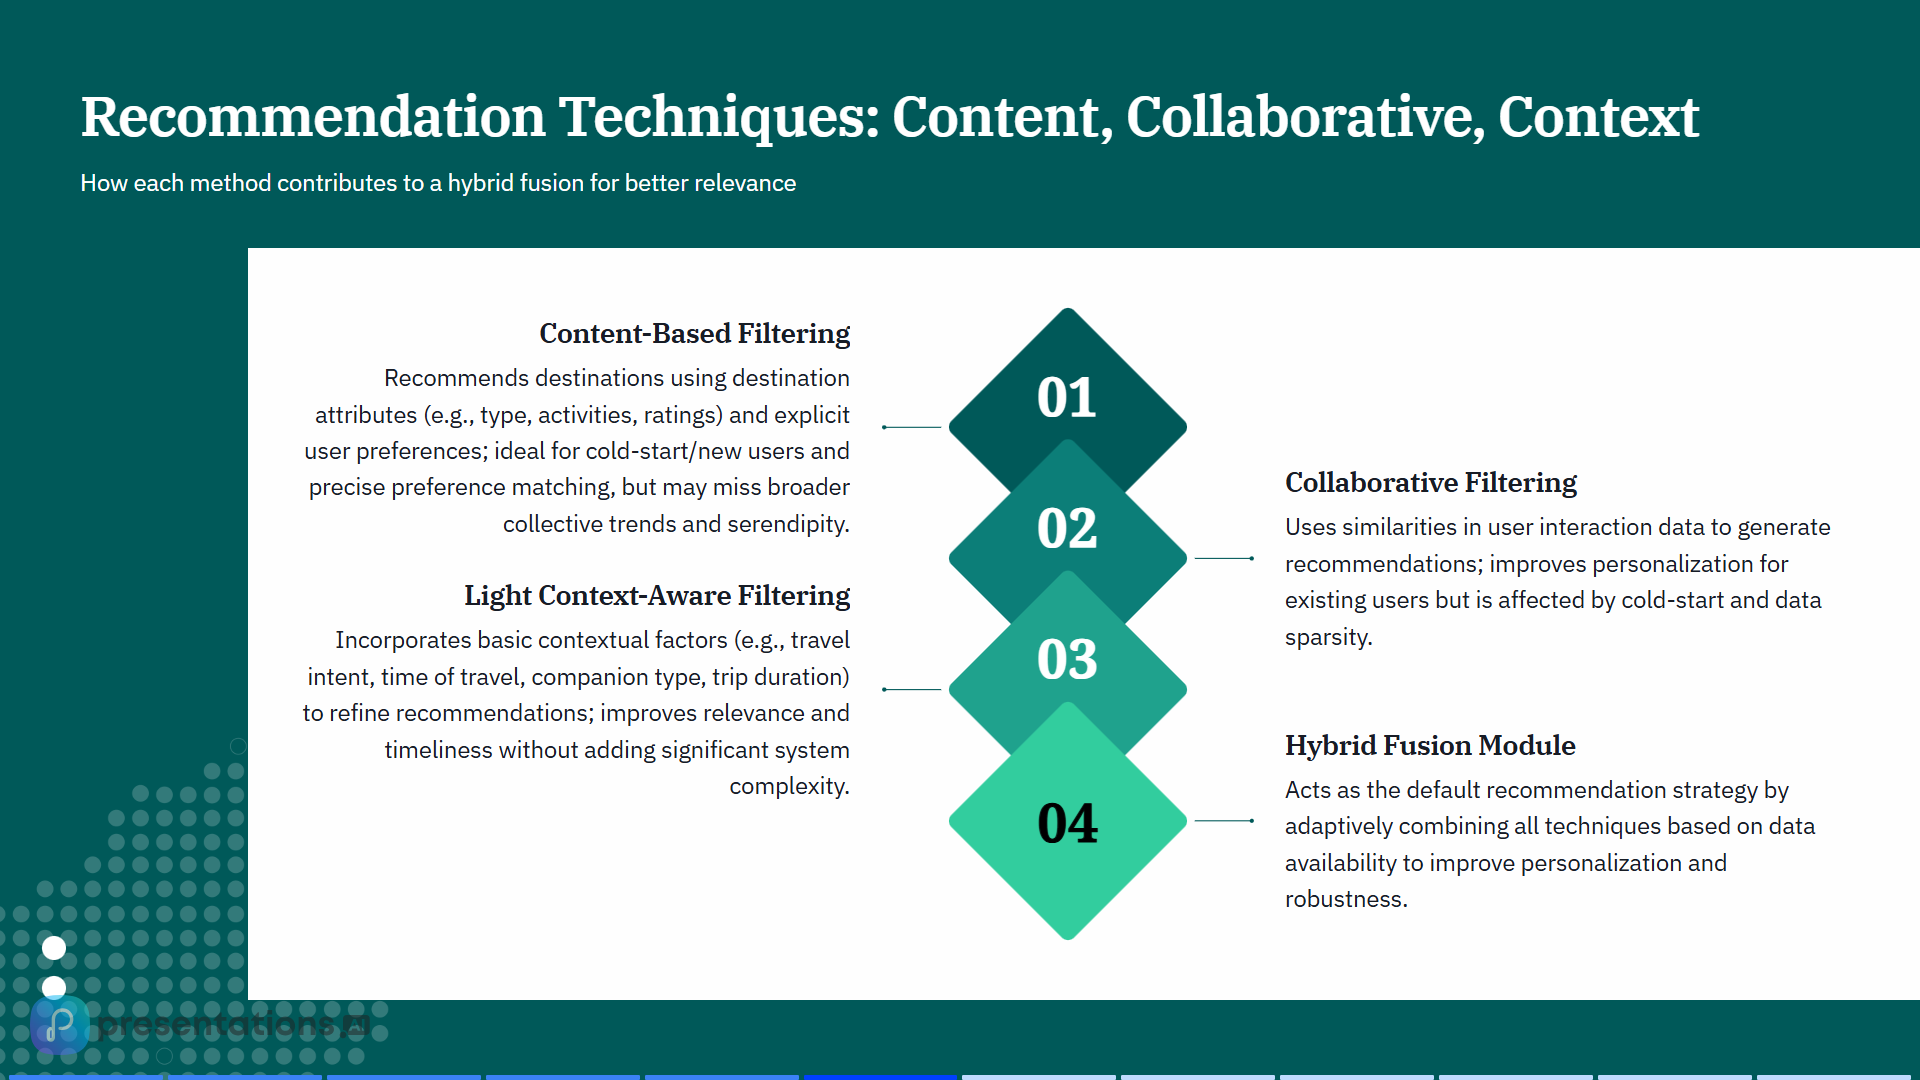 Recommendation Techniques: Content, Collaborative, Context
How each method contributes to a hybrid fusion for better relevance
Content-Based Filtering
Recommends destinations using destination
attributes (e.g., type, activities, ratings) and explicit
user preferences; ideal for cold-start/new users and
precise preference matching, but may miss broader
collective trends and serendipity.
01
02
Collaborative Filtering
Uses similarities in user interaction data to generate
recommendations; improves personalization for
existing users but is affected by cold-start and data
sparsity.
Light Context-Aware Filtering
Incorporates basic contextual factors (e.g., travel
intent, time of travel, companion type, trip duration)
to refine recommendations; improves relevance and
timeliness without adding significant system
complexity.
03
04
Hybrid Fusion Module
Acts as the default recommendation strategy by
adaptively combining all techniques based on data
availability to improve personalization and
robustness.
presentations